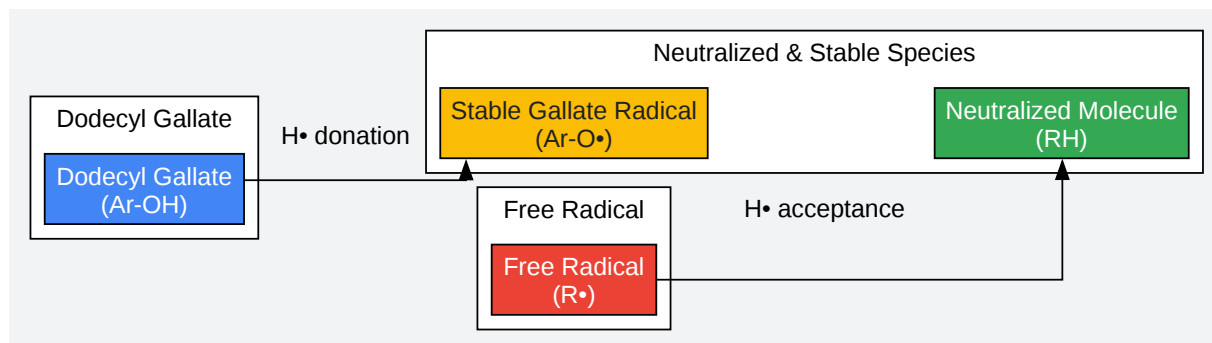 Neutralized & Stable Species
Dodecyl Gallate
Dodecyl Gallate
(Ar-OH)
H• donation
Stable Gallate Radical
(Ar-O•)
Neutralized Molecule
(RH)
Free Radical
Free Radical
(R•)
H• acceptance